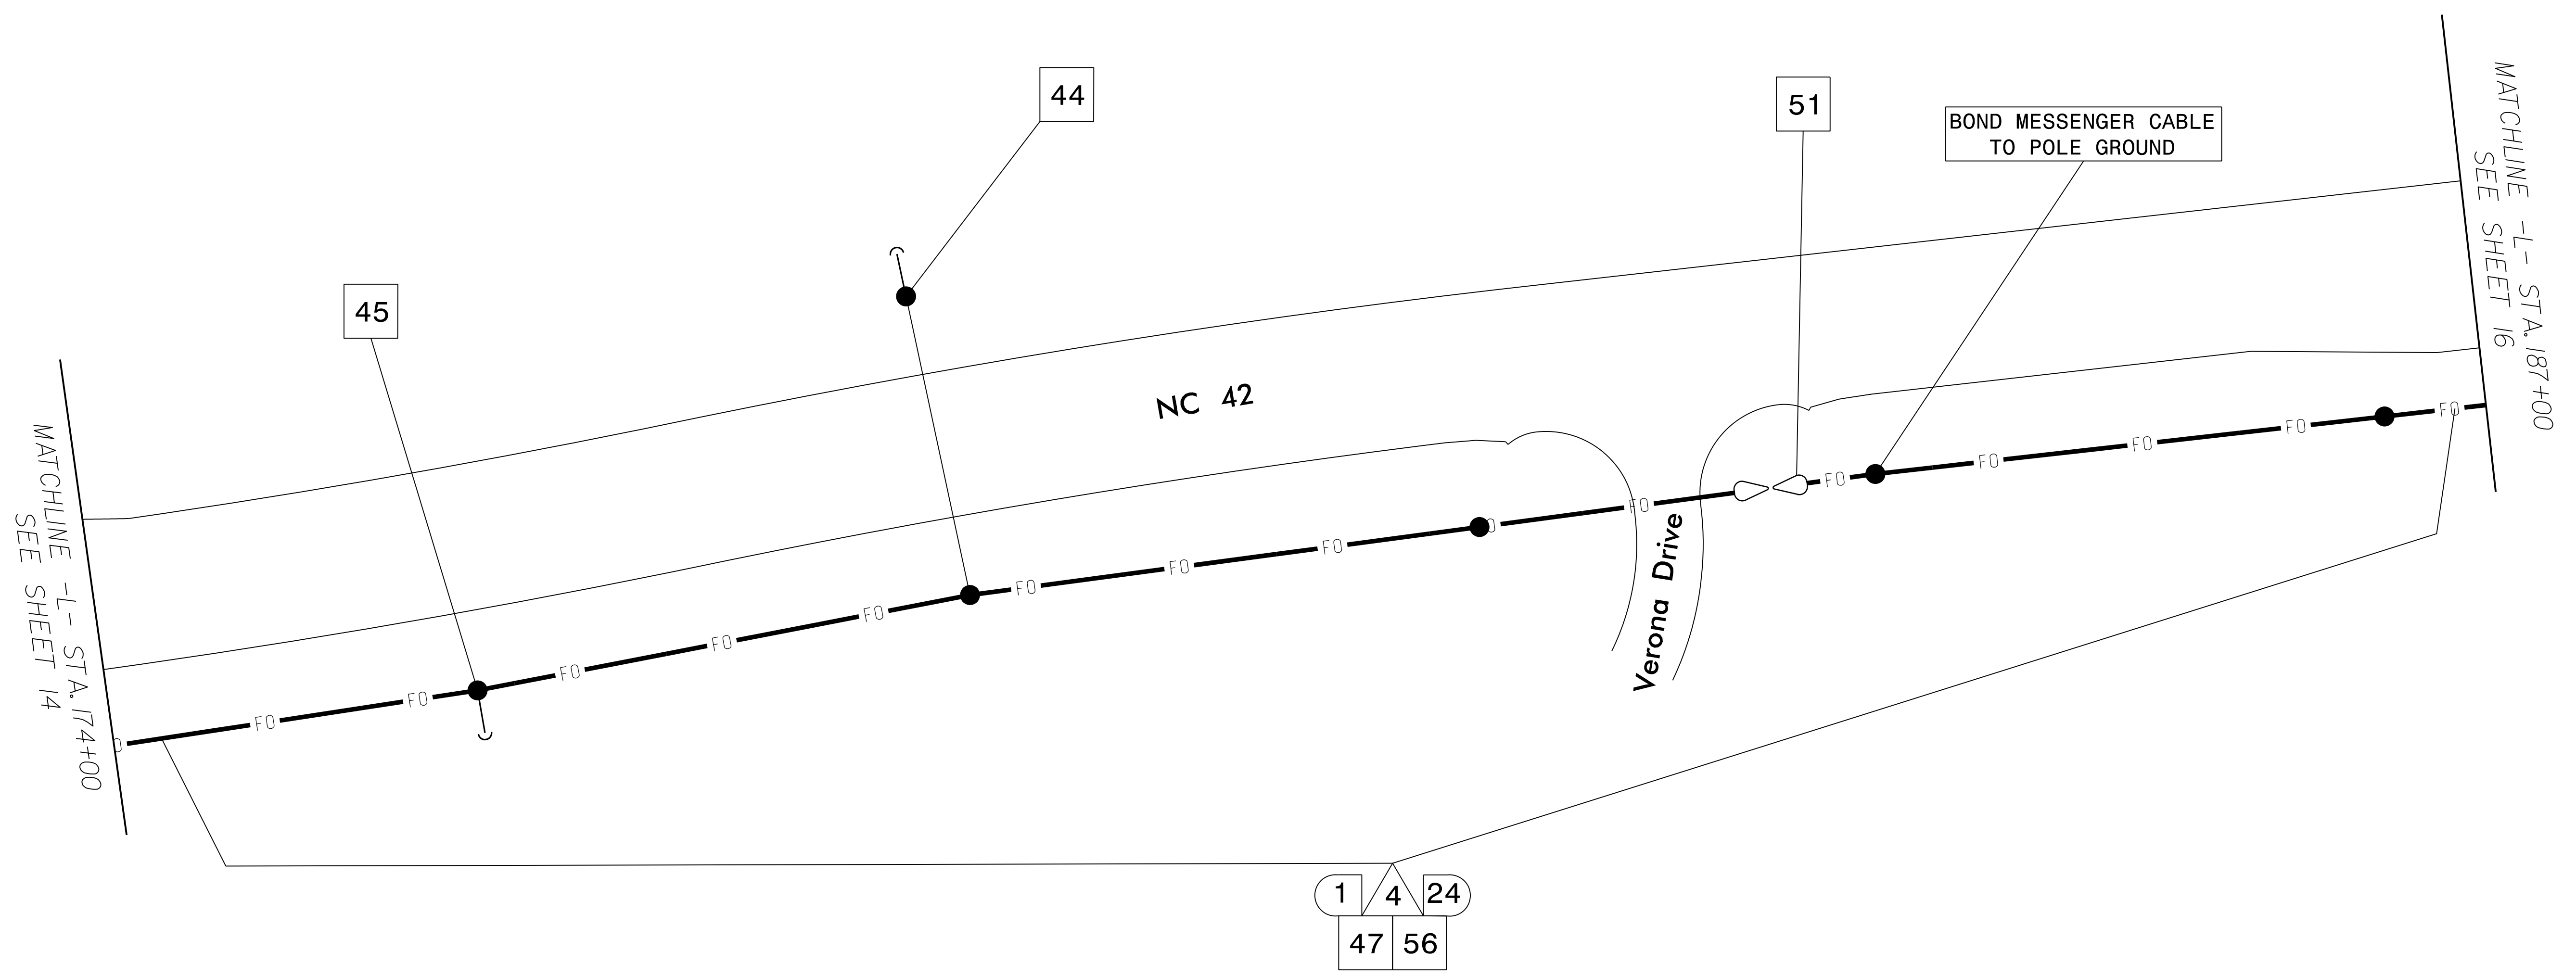 44
51
BOND MESSENGER CABLE
TO POLE GROUND
MATCHLINE -L- STA. 187+00
SEE SHEET 16
45
NC 42
MATCHLINE -L- STA. 174+00
SEE SHEET 14
FO
FO
FO
FO
FO
FO
FO
FO
FO
FO
FO
FO
FO
FO
Verona Drive
1
4
24
47
56